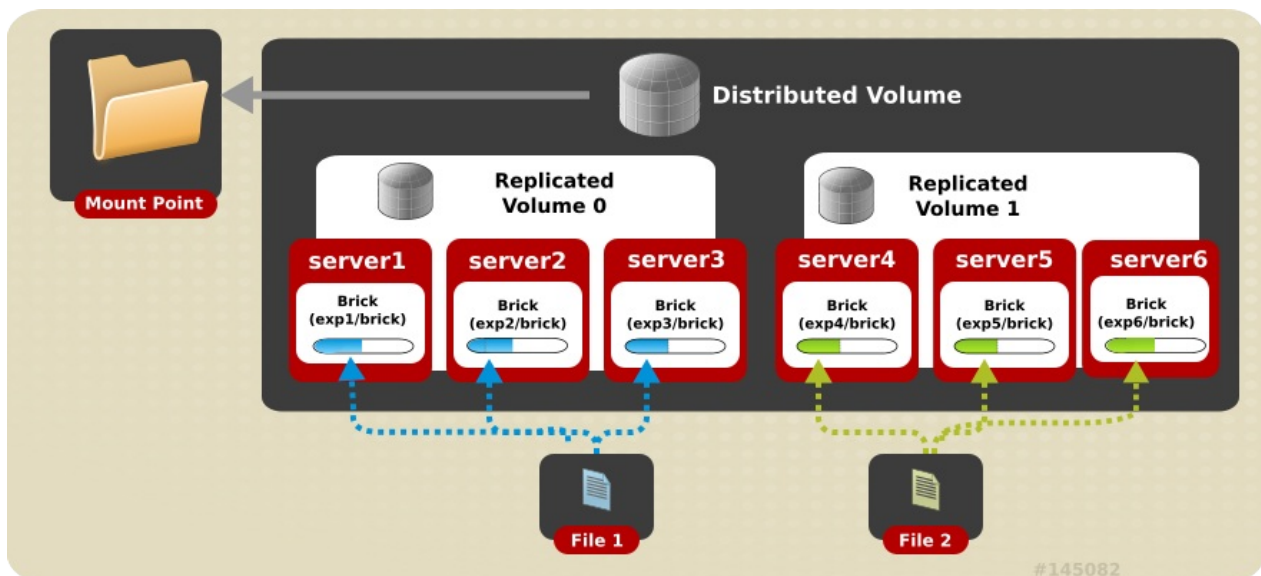 Distributed Volume
Mount Point
Replicated
Volume 0
Replicated
Volume 1
server1
Brick
(exp1/brick)
server2
Brick
(exp2/brick)
server3
Brick
(exp3/brick)
server4
Brick
(exp4/brick)
server5
Brick
(exp5/brick)
server6
Brick
(exp6/brick)
File 1
File 2
#145082